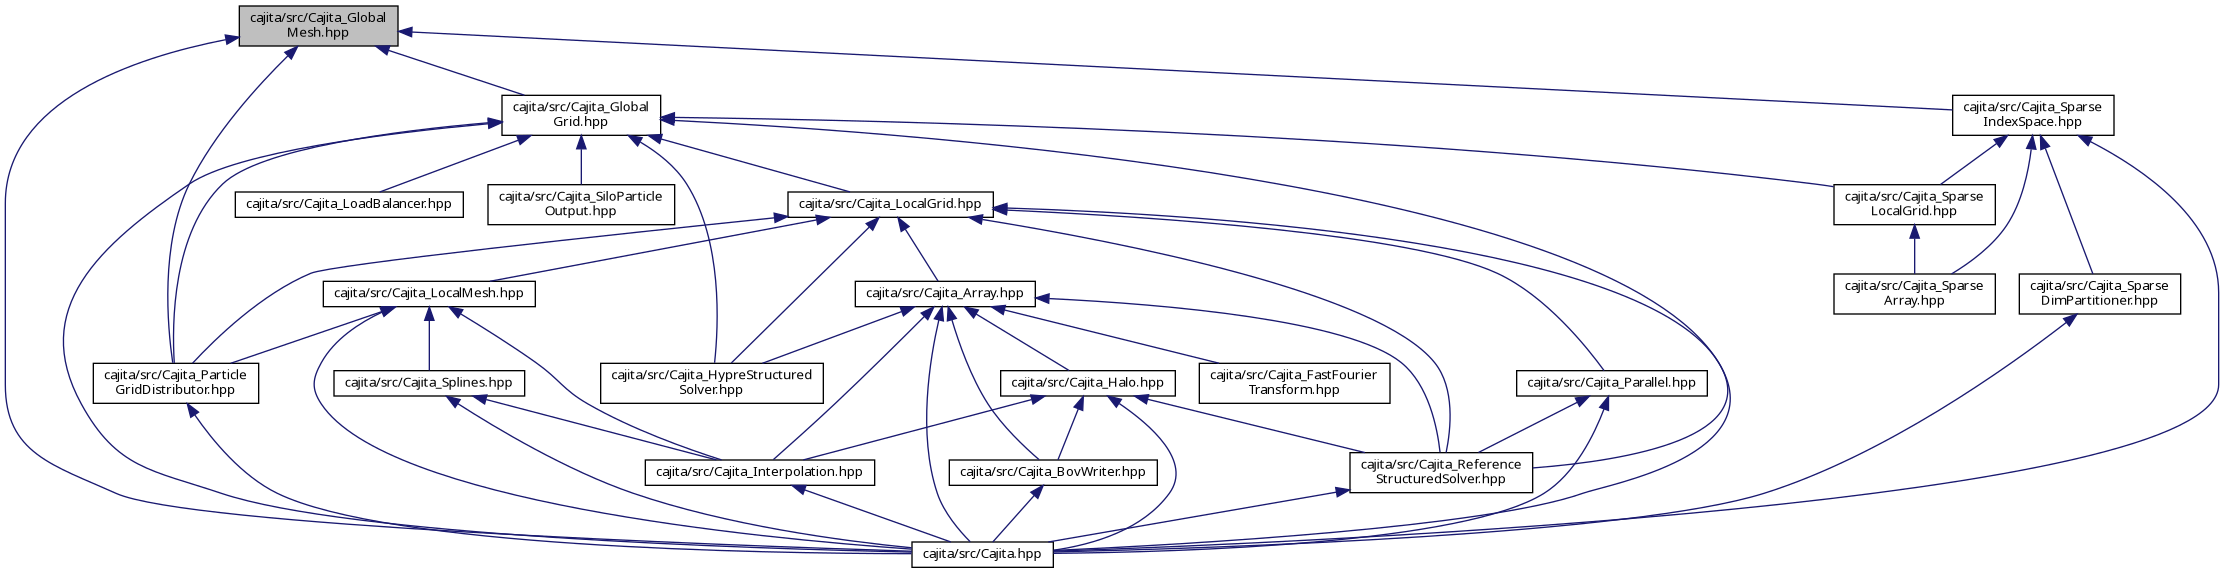 cajita/src/Cajita_Global
Mesh.hpp
cajita/src/Cajita_Global
Grid.hpp
cajita/src/Cajita_Sparse
IndexSpace.hpp
cajita/src/Cajita_LoadBalancer.hpp
cajita/src/Cajita_SiloParticle
Output.hpp
cajita/src/Cajita_LocalGrid.hpp
cajita/src/Cajita_Sparse
LocalGrid.hpp
cajita/src/Cajita_LocalMesh.hpp
cajita/src/Cajita_Array.hpp
cajita/src/Cajita_Sparse
Array.hpp
cajita/src/Cajita_Sparse
DimPartitioner.hpp
cajita/src/Cajita_Particle
GridDistributor.hpp
cajita/src/Cajita_Splines.hpp
cajita/src/Cajita_HypreStructured
Solver.hpp
cajita/src/Cajita_Halo.hpp
cajita/src/Cajita_FastFourier
Transform.hpp
cajita/src/Cajita_Parallel.hpp
cajita/src/Cajita_Interpolation.hpp
cajita/src/Cajita_BovWriter.hpp
cajita/src/Cajita_Reference
StructuredSolver.hpp
cajita/src/Cajita.hpp